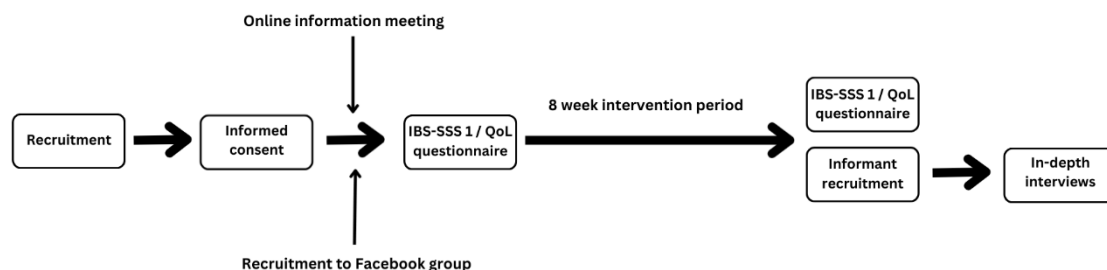 Online information meeting
Recruitment
Informed
consent
IBS-SSS 1 / QoL
questionnaire
8 week intervention period
IBS-SSS 1 / QoL
questionnaire
Informant
recruitment
In-depth
interviews
Recruitment to Facebook group